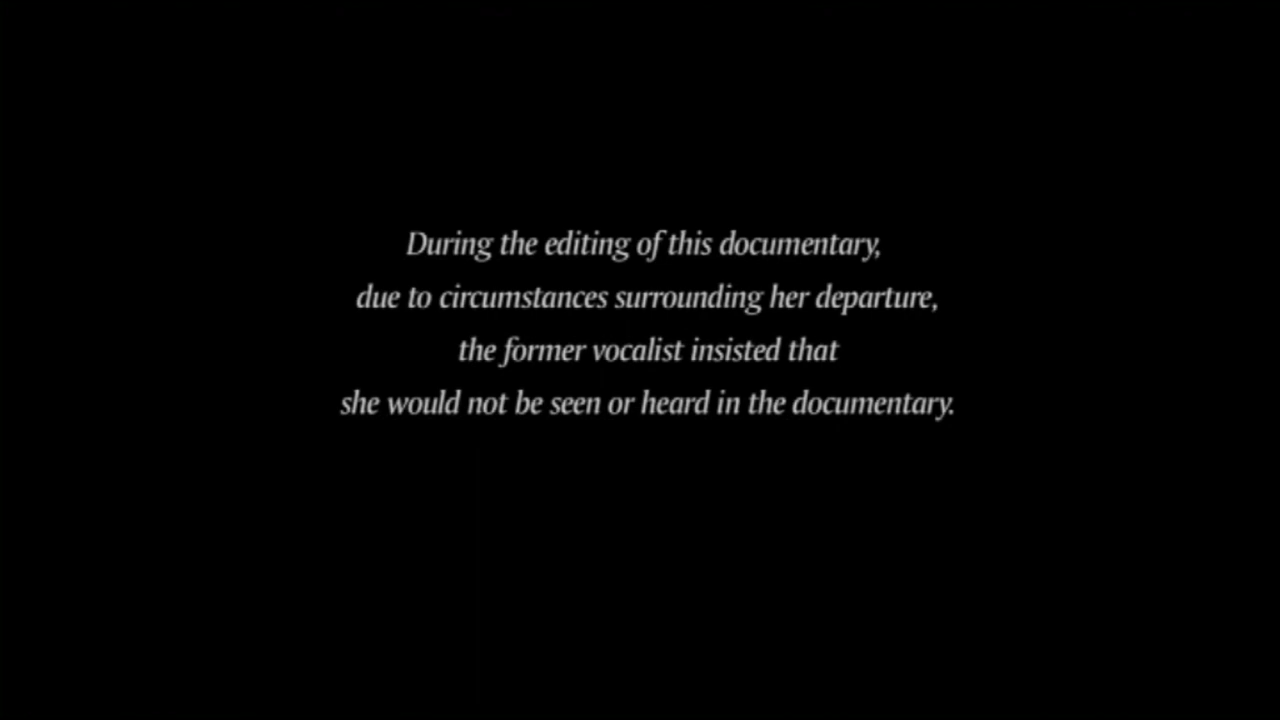 During the editing of this documentary,
due to circumstances surrounding her departure,
the former vocalist insisted that
she would not be seen or heard in the documentary.